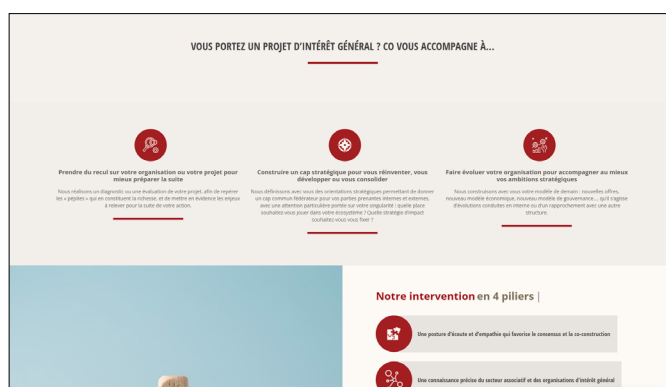 VOUS PORTEZ UN PROJET D'INTÉRÊT GÉNÉRAL ? CO VOUS ACCOMPAGNE À...
Prendre du recul sur votre organisation ou votre projet pour
mieux préparer la suite
Nous réalisons un diagnostic ou une évaluation de votre projet, afin de repérer
les « pépites » qui en constituent la richesse, et de mettre en évidence les enjeux
à relever pour la suite de votre action.
Construire un cap stratégique pour vous réinventer, vous
développer ou vous consolider
Nous définissons avec vous des orientations stratégiques permettant de donner
un cap commun fédérateur pour vos parties prenantes internes et externes,
avec une attention particulière portée sur votre singularité : quelle place
souhaitez-vous jouer dans votre écosystème ? Quelle stratégie d'impact
souhaitez-vous vous fixer ?
Faire évoluer votre organisation pour accompagner au mieux
vos ambitions stratégiques
Nous construisons avec vous votre modèle de demain : nouvelles offres,
nouveau modèle économique, nouveau modèle de gouvernance..., qu'il s'agisse
d'évolutions conduites en interne ou d'un rapprochement avec une autre
structure.
Notre intervention en 4 piliers |
Une posture d'écoute et d'empathie qui favorise le consensus et la co-construction
Une connaissance précise du secteur associatif et des organisations d'intérêt général